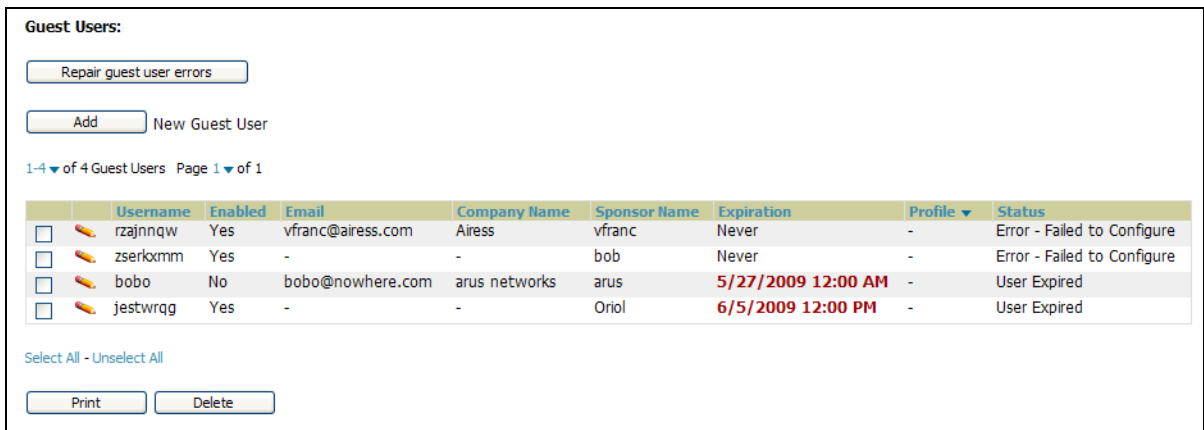 Guest Users:
Repair guest user errors
Add New Guest User
1-4 of 4 Guest Users Page 1 of 1
Username Enabled Email Company Name Sponsor Name Expiration Profile Status
rzajnnqw Yes vfranc@airess.com Airess vfranc Never - Error - Failed to Configure
zserkxmm Yes - - bob Never - Error - Failed to Configure
bobo No bobo@nowhere.com arus networks arus 5/27/2009 12:00 AM - User Expired
jestwrqg Yes - - Oriol 6/5/2009 12:00 PM - User Expired
Select All - Unselect All
Print Delete